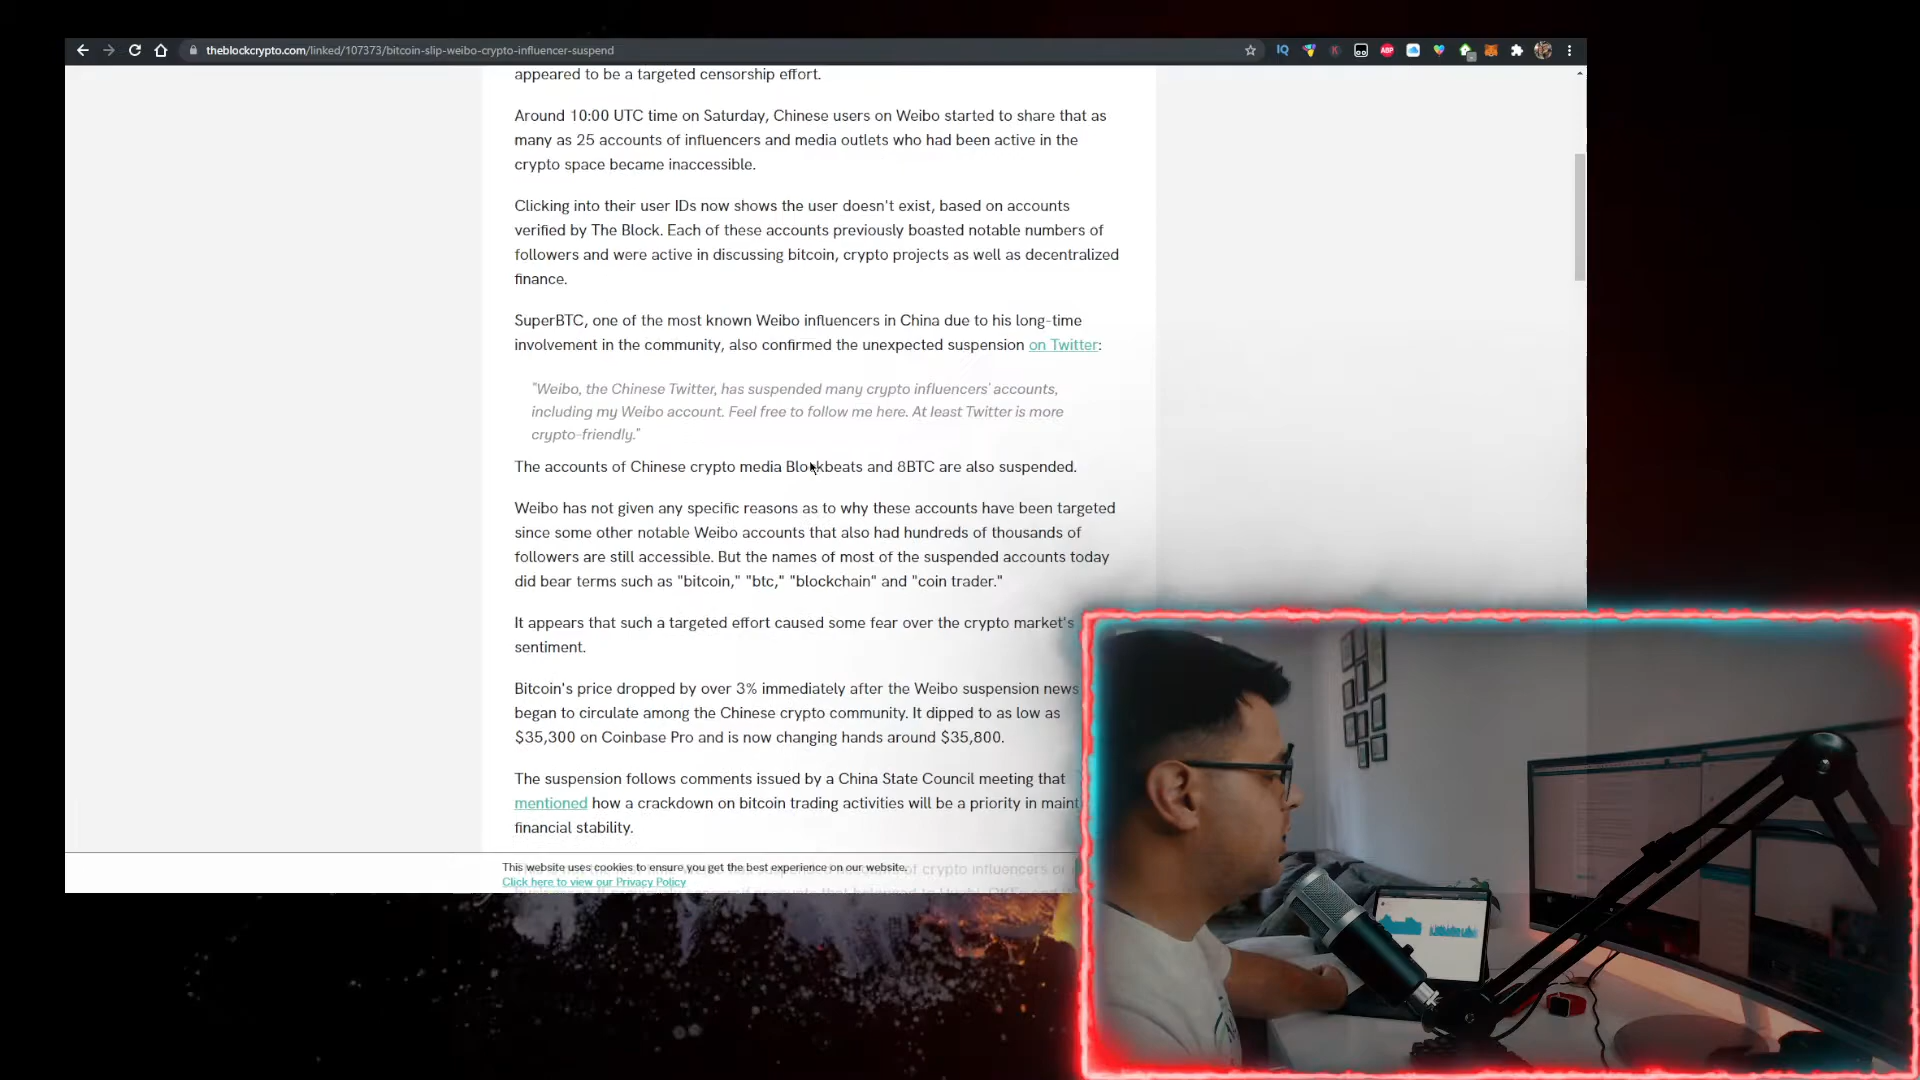 theblockcrypto.com/linked/107373/bitcoin-slip-weibo-crypto-influencer-suspend
IQ
ABP
appeared to be a targeted censorship effort.
Around 10:00 UTC time on Saturday, Chinese users on Weibo started to share that as
many as 25 accounts of influencers and media outlets who had been active in the
crypto space became inaccessible.
Clicking into their user IDs now shows the user doesn't exist, based on accounts
verified by The Block. Each of these accounts previously boasted notable numbers of
followers and were active in discussing bitcoin, crypto projects as well as decentralized
finance.
SuperBTC, one of the most known Weibo influencers in China due to his long-time
involvement in the community, also confirmed the unexpected suspension on Twitter:
"Weibo, the Chinese Twitter, has suspended many crypto influencers' accounts,
including my Weibo account. Feel free to follow me here. At least Twitter is more
crypto-friendly."
The accounts of Chinese crypto media Blockbeats and 8BTC are also suspended.
Weibo has not given any specific reasons as to why these accounts have been targeted
since some other notable Weibo accounts that also had hundreds of thousands of
followers are still accessible. But the names of most of the suspended accounts today
did bear terms such as "bitcoin," "btc," "blockchain" and "coin trader."
It appears that such a targeted effort caused some fear over the crypto market's
sentiment.
Bitcoin's price dropped by over 3% immediately after the Weibo suspension news
began to circulate among the Chinese crypto community. It dipped to as low as
$35,300 on Coinbase Pro and is now changing hands around $35,800.
The suspension follows comments issued by a China State Council meeting that
mentioned how a crackdown on bitcoin trading activities will be a priority in maint
financial stability.
This website uses cookies to ensure you get the best experience on our website.
of crypto influencers or
Click here to view our Privacy Policy